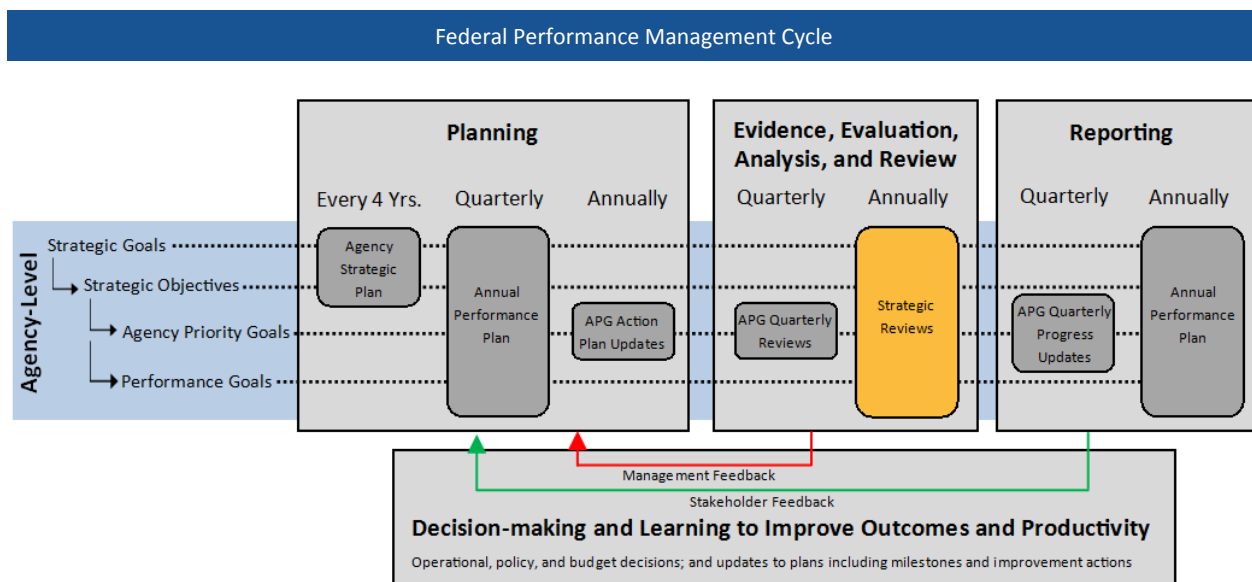 Federal Performance Management Cycle
Planning
Every 4 Yrs.
Quarterly
Annually
Evidence, Evaluation,
Analysis, and Review
Quarterly
Annually
Reporting
Quarterly
Annually
Agency-Level
Strategic Goals
Strategic Objectives
Agency Priority Goals
Performance Goals
Agency
Strategic
Plan
Annual
Performance
Plan
APG Action
Plan Updates
APG Quarterly
Reviews
Strategic
Reviews
APG Quarterly
Progress
Updates
Annual
Performance
Plan
Management Feedback
Stakeholder Feedback
Decision-making and Learning to Improve Outcomes and Productivity
Operational, policy, and budget decisions; and updates to plans including milestones and improvement actions